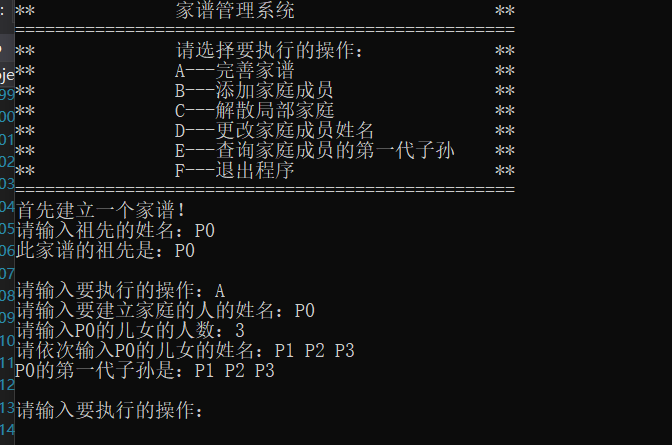 **              家谱管理系统                    **
==================================================
**              请选择要执行的操作：            **
**              A---完善家谱                    **
**              B---添加家庭成员                **
**              C---解散局部家庭                **
**              D---更改家庭成员姓名            **
**              E---查询家庭成员的第一代子孙    **
**              F---退出程序                    **
==================================================
首先建立一个家谱！
请输入祖先的姓名：P0
此家谱的祖先是：P0
请输入要执行的操作：A
请输入要建立家庭的人的姓名：P0
请输入P0的儿女的人数：3
请依次输入P0的儿女的姓名：P1 P2 P3
P0的第一代子孙是：P1 P2 P3
请输入要执行的操作：